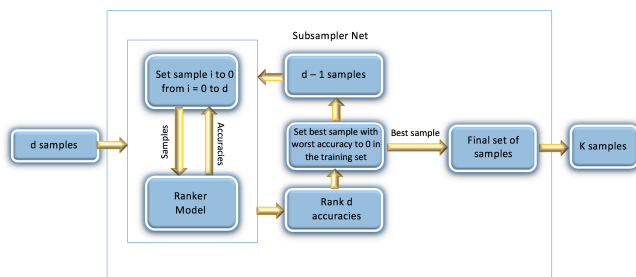 Subsampler Net
Set sample i to 0
from i = 0 to d
d – 1 samples
Samples
Accuracies
Set best sample with
worst accuracy to 0 in
the training set
Best sample
Final set of
samples
K samples
d samples
Ranker
Model
Rank d
accuracies